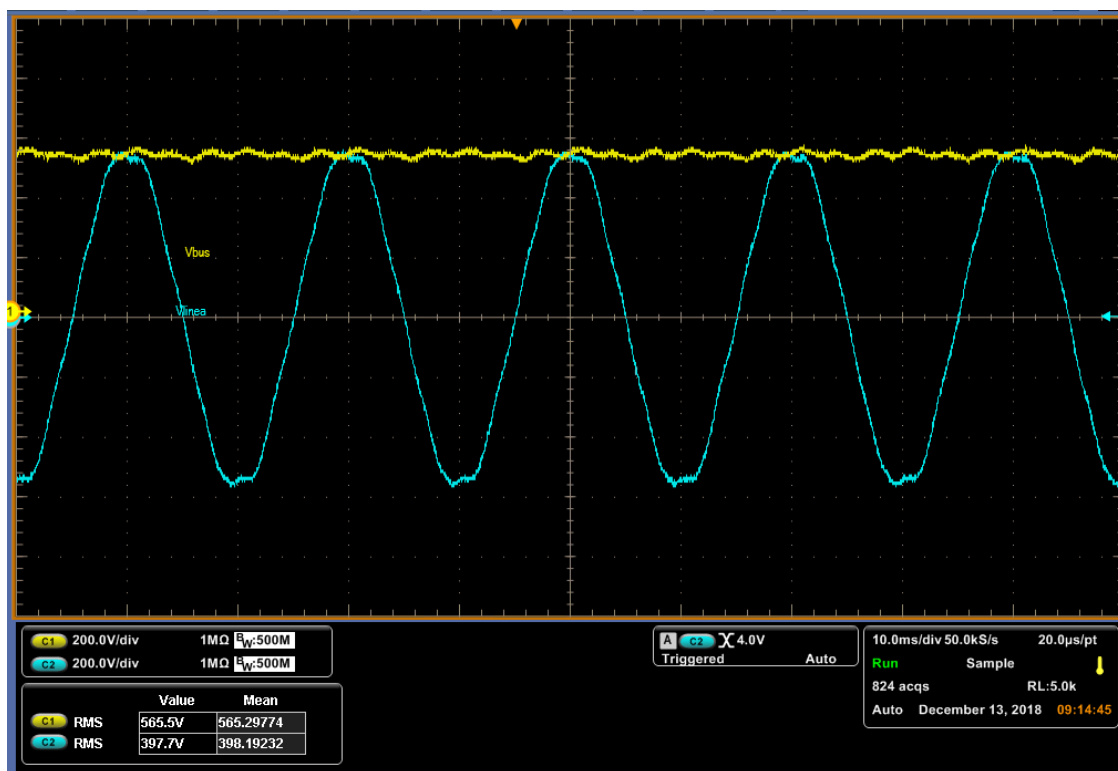 Vbus
Vlinea
1
C1 200.0V/div 1MΩ BW:500M
C2 200.0V/div 1MΩ BW:500M
A C2 4.0V
Triggered Auto
10.0ms/div 50.0kS/s 20.0µs/pt
Run Sample
824 acqs RL:5.0k
Auto December 13, 2018 09:14:45
Value Mean
C1 RMS 565.5V 565.29774
C2 RMS 397.7V 398.19232